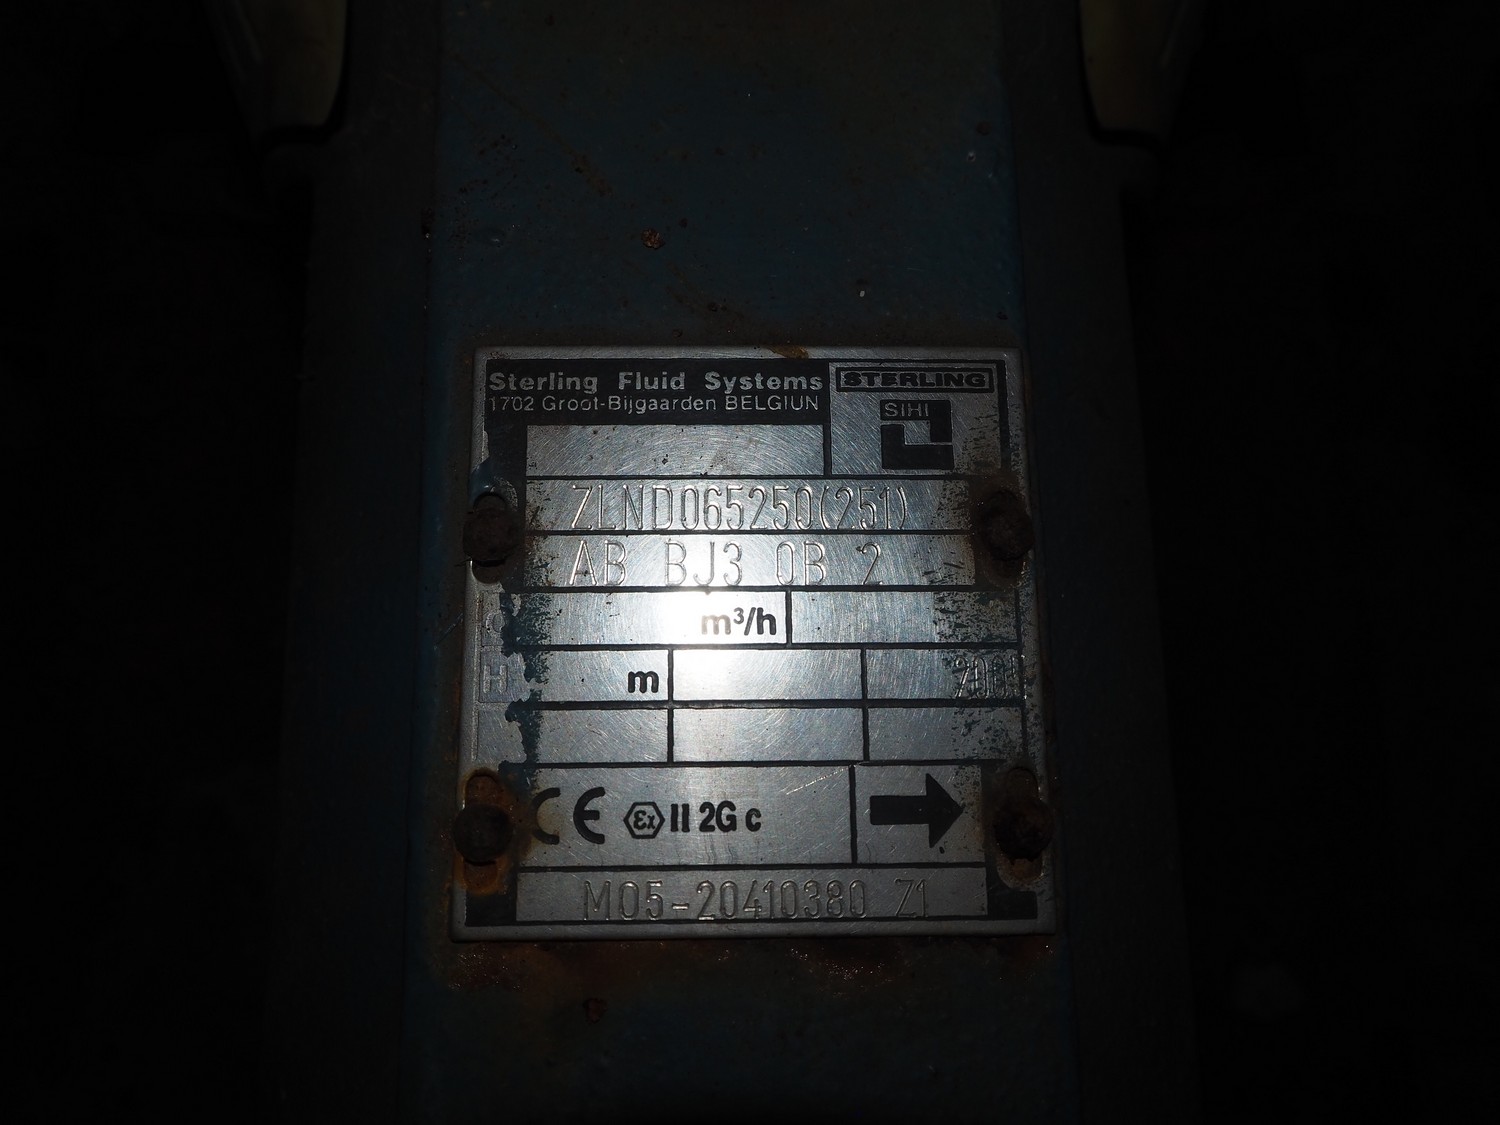 Sterling Fluid Systems
1702 Groot-Bijgaarden BELGIUN
STERLING
SIHI
ZLND065250(251)
AB BJ3 0B 2
m³/h
H m
CE Ex II 2G c
M05-20410380 Z1